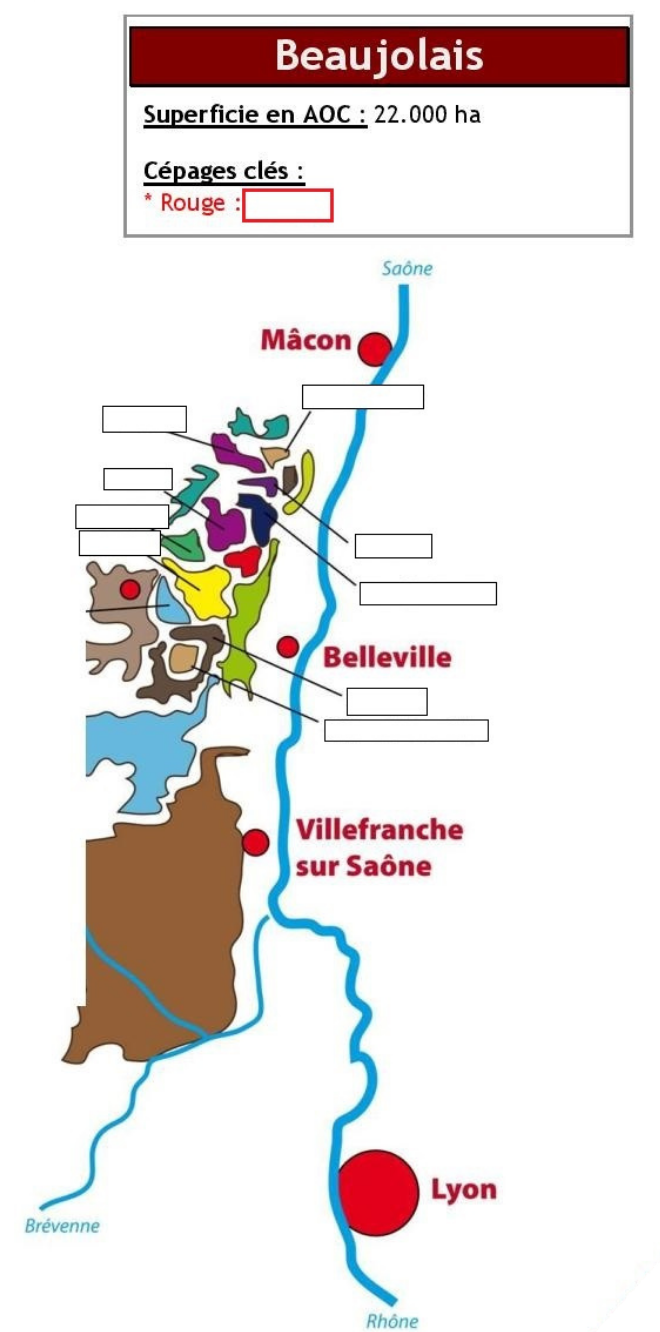 Beaujolais
Superficie en AOC : 22.000 ha
Cépages clés :
* Rouge :
Saône
Mâcon
Belleville
Villefranche
sur Saône
Lyon
Brévenne
Rhône